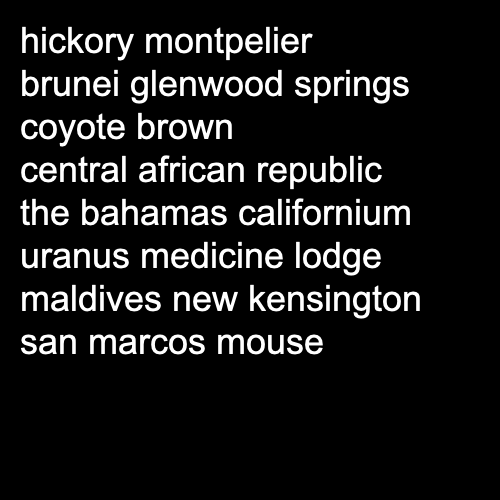 hickory montpelier
brunei glenwood springs
coyote brown
central african republic
the bahamas californium
uranus medicine lodge
maldives new kensington
san marcos mouse